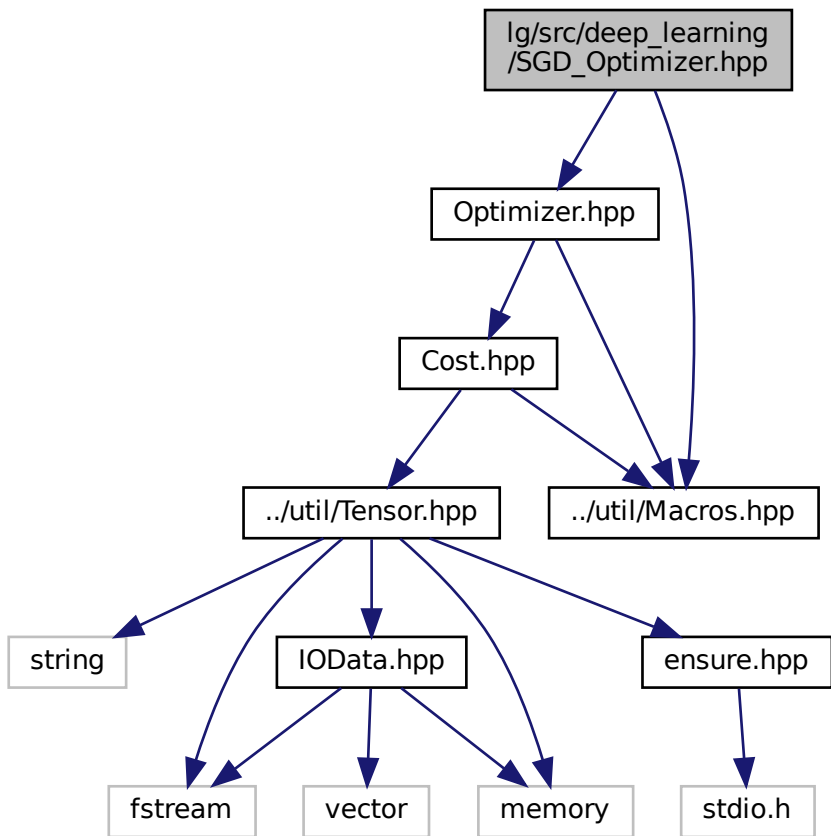 lg/src/deep_learning
/SGD_Optimizer.hpp
Optimizer.hpp
Cost.hpp
../util/Tensor.hpp
../util/Macros.hpp
string
IOData.hpp
ensure.hpp
fstream
vector
memory
stdio.h